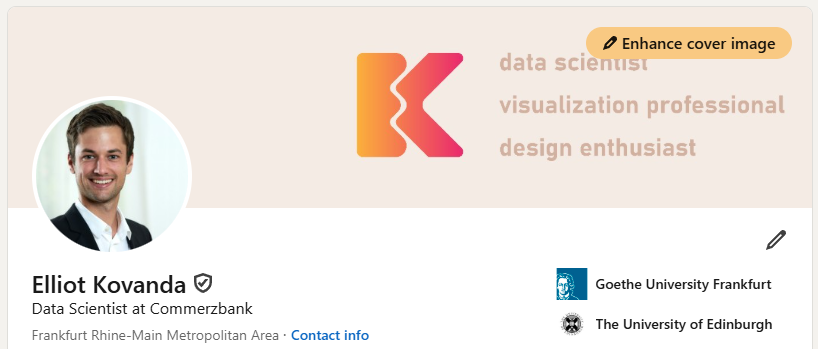 Enhance cover image
data scientist
visualization professional
design enthusiast
Elliot Kovanda
Data Scientist at Commerzbank
Frankfurt Rhine-Main Metropolitan Area · Contact info
Goethe University Frankfurt
The University of Edinburgh